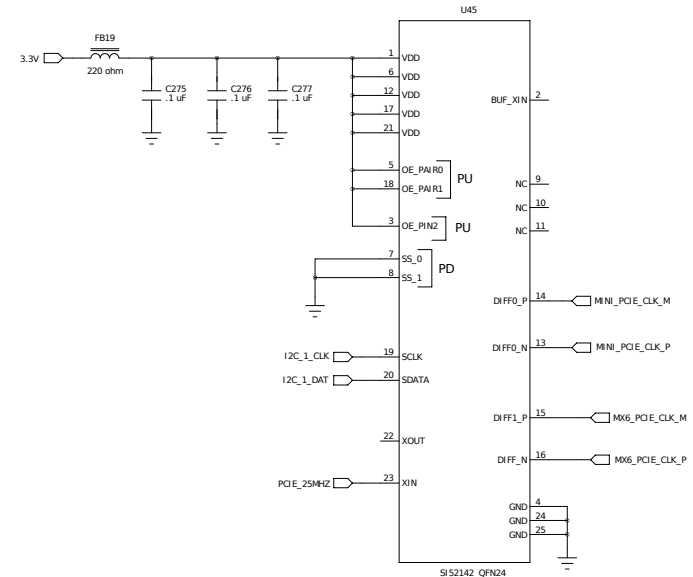 U45
FB19
3.3V
220 ohm
C275
.1 uF
C276
.1 uF
C277
.1 uF
1 VDD
6 VDD
12 VDD
17 VDD
21 VDD
BUF_XIN 2
5 OE_PAIR0
18 OE_PAIR1
PU
NC 9
NC 10
NC 11
3 OE_PIN2
PU
7 SS_0
8 SS_1
PD
DIFF0_P 14 MINI_PCIE_CLK_M
DIFF0_N 13 MINI_PCIE_CLK_P
I2C_1_CLK 19 SCLK
I2C_1_DAT 20 SDATA
DIFF1_P 15 MX6_PCIE_CLK_M
22 XOUT
DIFF_N 16 MX6_PCIE_CLK_P
PCIE_25MHZ 23 XIN
GND 4
GND 24
GND 25
SI52142_QFN24